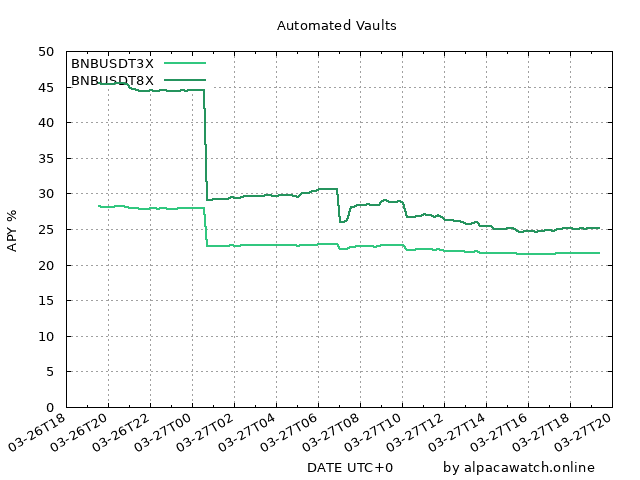 Automated Vaults
BNBUSDT3X
BNBUSDT8X
APY %
50
45
40
35
30
25
20
15
10
5
0
03-26T18
03-26T20
03-26T22
03-27T00
03-27T02
03-27T04
03-27T06
03-27T08
03-27T10
03-27T12
03-27T14
03-27T16
03-27T18
03-27T20
DATE UTC+0
by alpacawatch.online